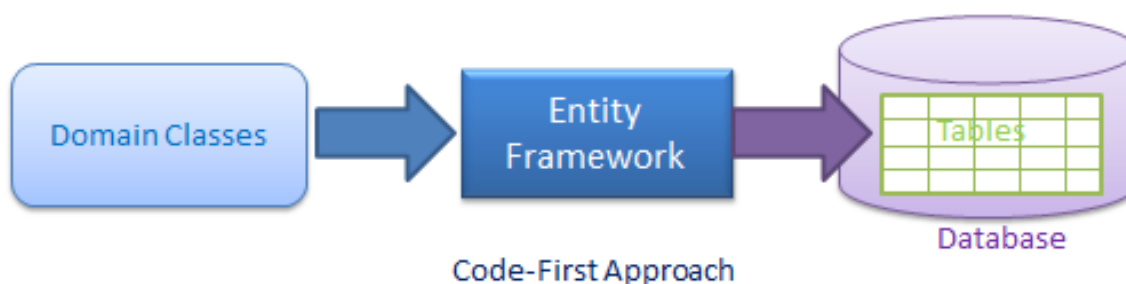 Domain Classes
Entity
Framework
Tables
Database
Code-First Approach